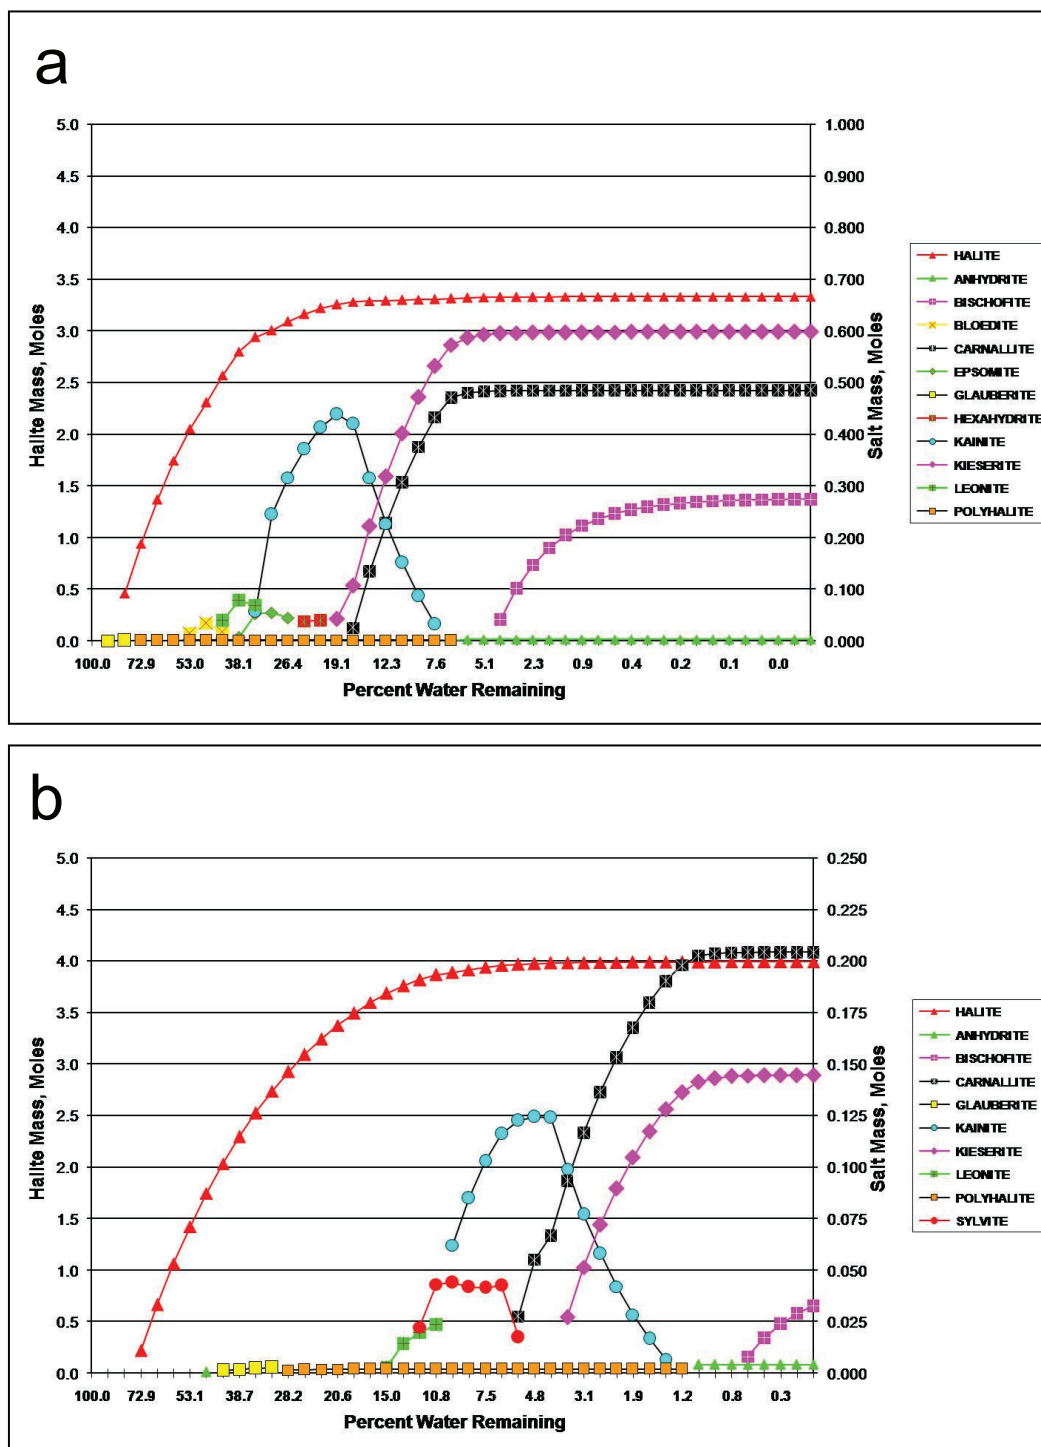 a
5.0
4.5
4.0
3.5
3.0
2.5
2.0
1.5
1.0
0.5
0.0
Halite Mass, Moles
1.000
0.900
0.800
0.700
0.600
0.500
0.400
0.300
0.200
0.100
0.000
Salt Mass, Moles
100.0 72.9 53.0 38.1 26.4 19.1 12.3 7.6 5.1 2.3 0.9 0.4 0.2 0.1 0.0
Percent Water Remaining
HALITE
ANHYDRITE
BISCHOFITE
BLOEDITE
CARNALLITE
EPSOMITE
GLAUBERITE
HEXAHYDRITE
KAINITE
KIESERITE
LEONITE
POLYHALITE
b
5.0
4.5
4.0
3.5
3.0
2.5
2.0
1.5
1.0
0.5
0.0
Halite Mass, Moles
0.250
0.225
0.200
0.175
0.150
0.125
0.100
0.075
0.050
0.025
0.000
Salt Mass, Moles
100.0 72.9 53.1 38.7 28.2 20.6 15.0 10.8 7.5 4.8 3.1 1.9 1.2 0.8 0.3
Percent Water Remaining
HALITE
ANHYDRITE
BISCHOFITE
CARNALLITE
GLAUBERITE
KAINITE
KIESERITE
LEONITE
POLYHALITE
SYLVITE